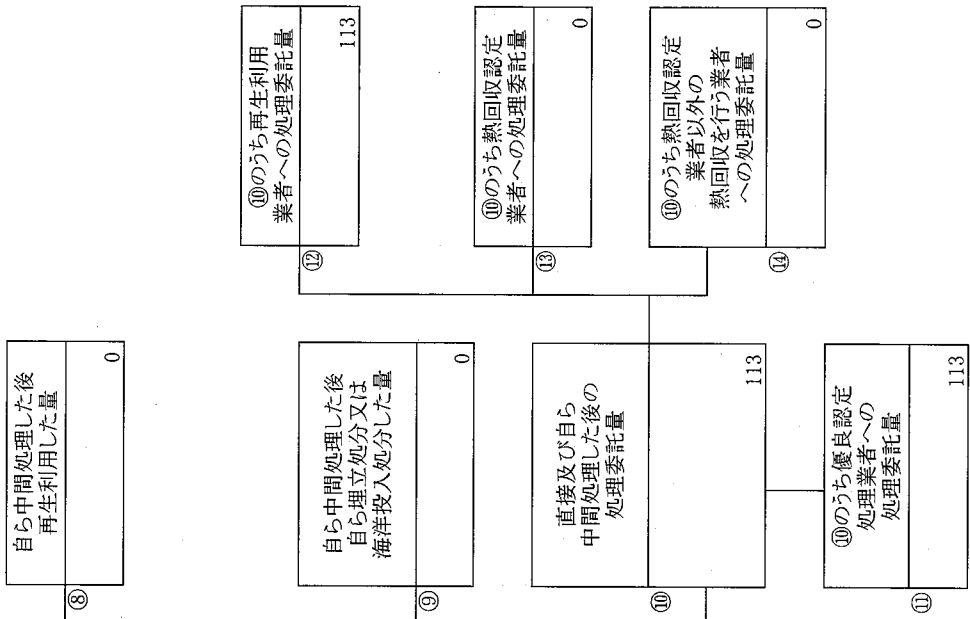 ⑧
自ら中間処理した後
再生利用した量
0
⑨
自ら中間処理した後
自ら埋立処分又は
海洋投入処分した量
0
⑩
直接及び自ら
中間処理した後の
処理委託量
113
⑪
⑩のうち優良認定
処理業者への
処理委託量
113
⑫
⑩のうち再生利用
業者への処理委託量
113
⑬
⑩のうち熱回収認定
業者への処理委託量
0
⑭
⑩のうち熱回収認定
業者以外の
熱回収を行う業者
への処理委託量
0